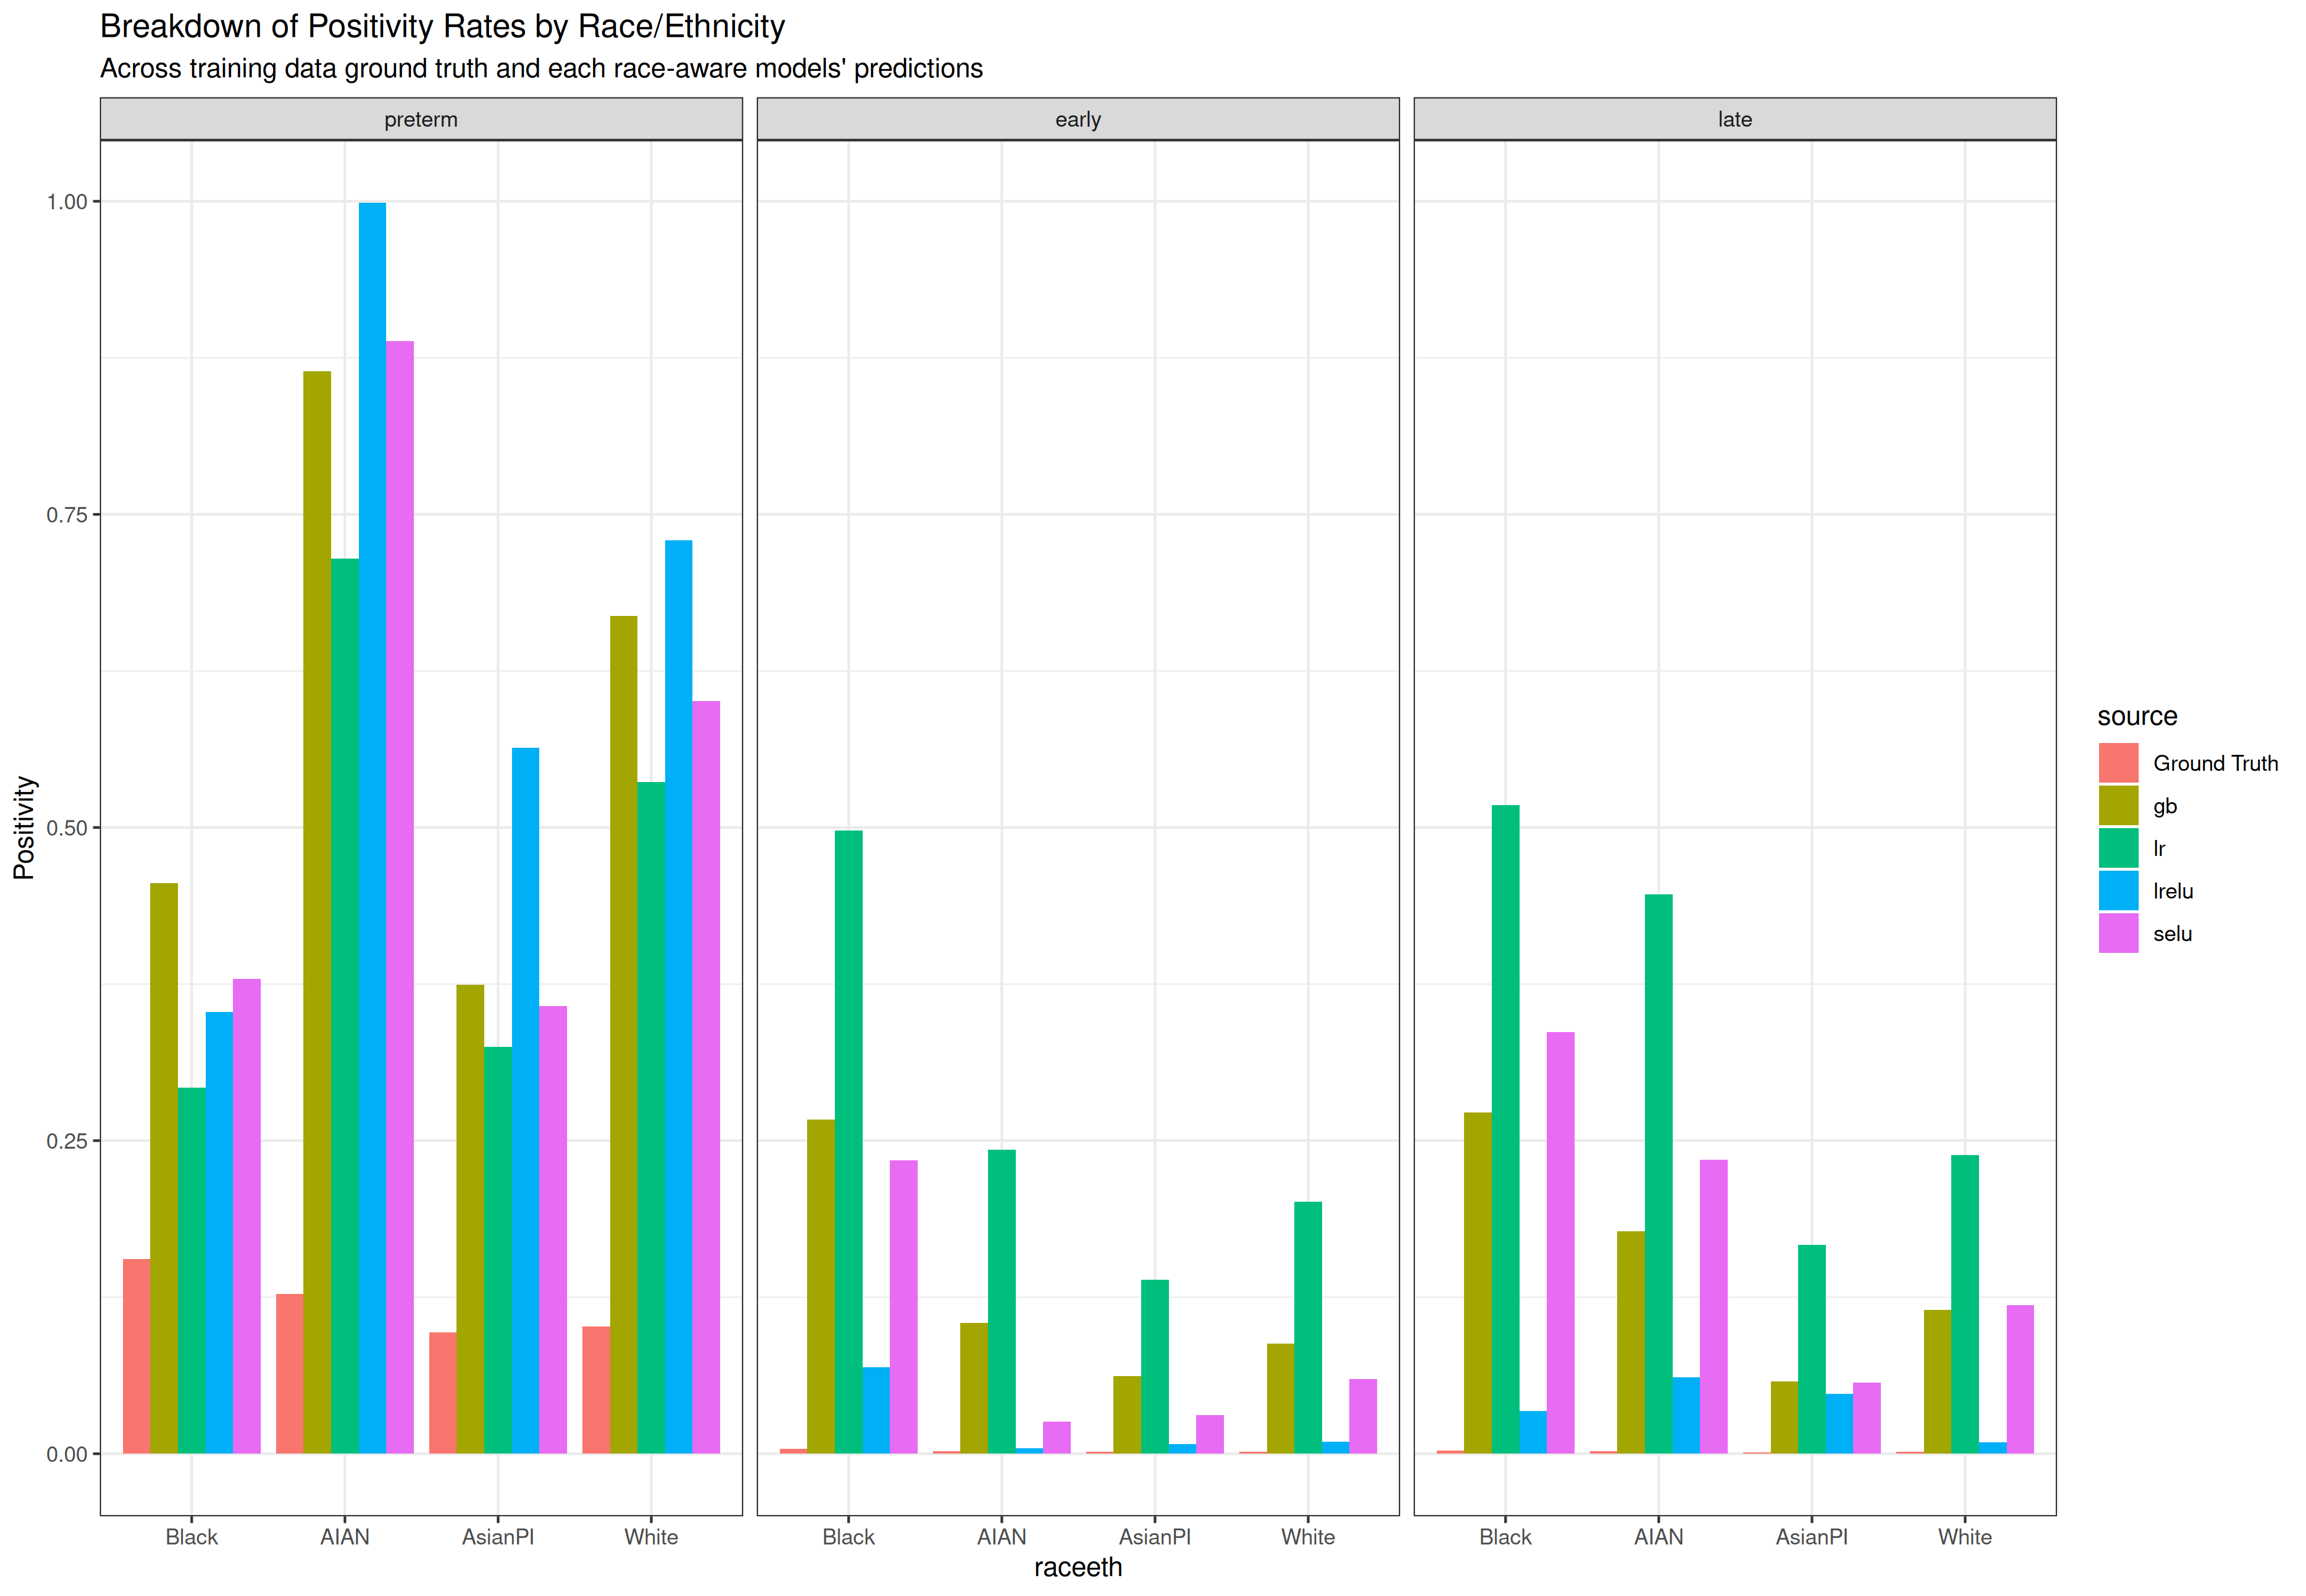 Breakdown of Positivity Rates by Race/Ethnicity
Across training data ground truth and each race-aware models' predictions
preterm
early
late
Positivity
1.00
0.75
0.50
0.25
0.00
Black AIAN AsianPI White
Black AIAN AsianPI White
Black AIAN AsianPI White
raceeth
source
Ground Truth
gb
lr
lrelu
selu